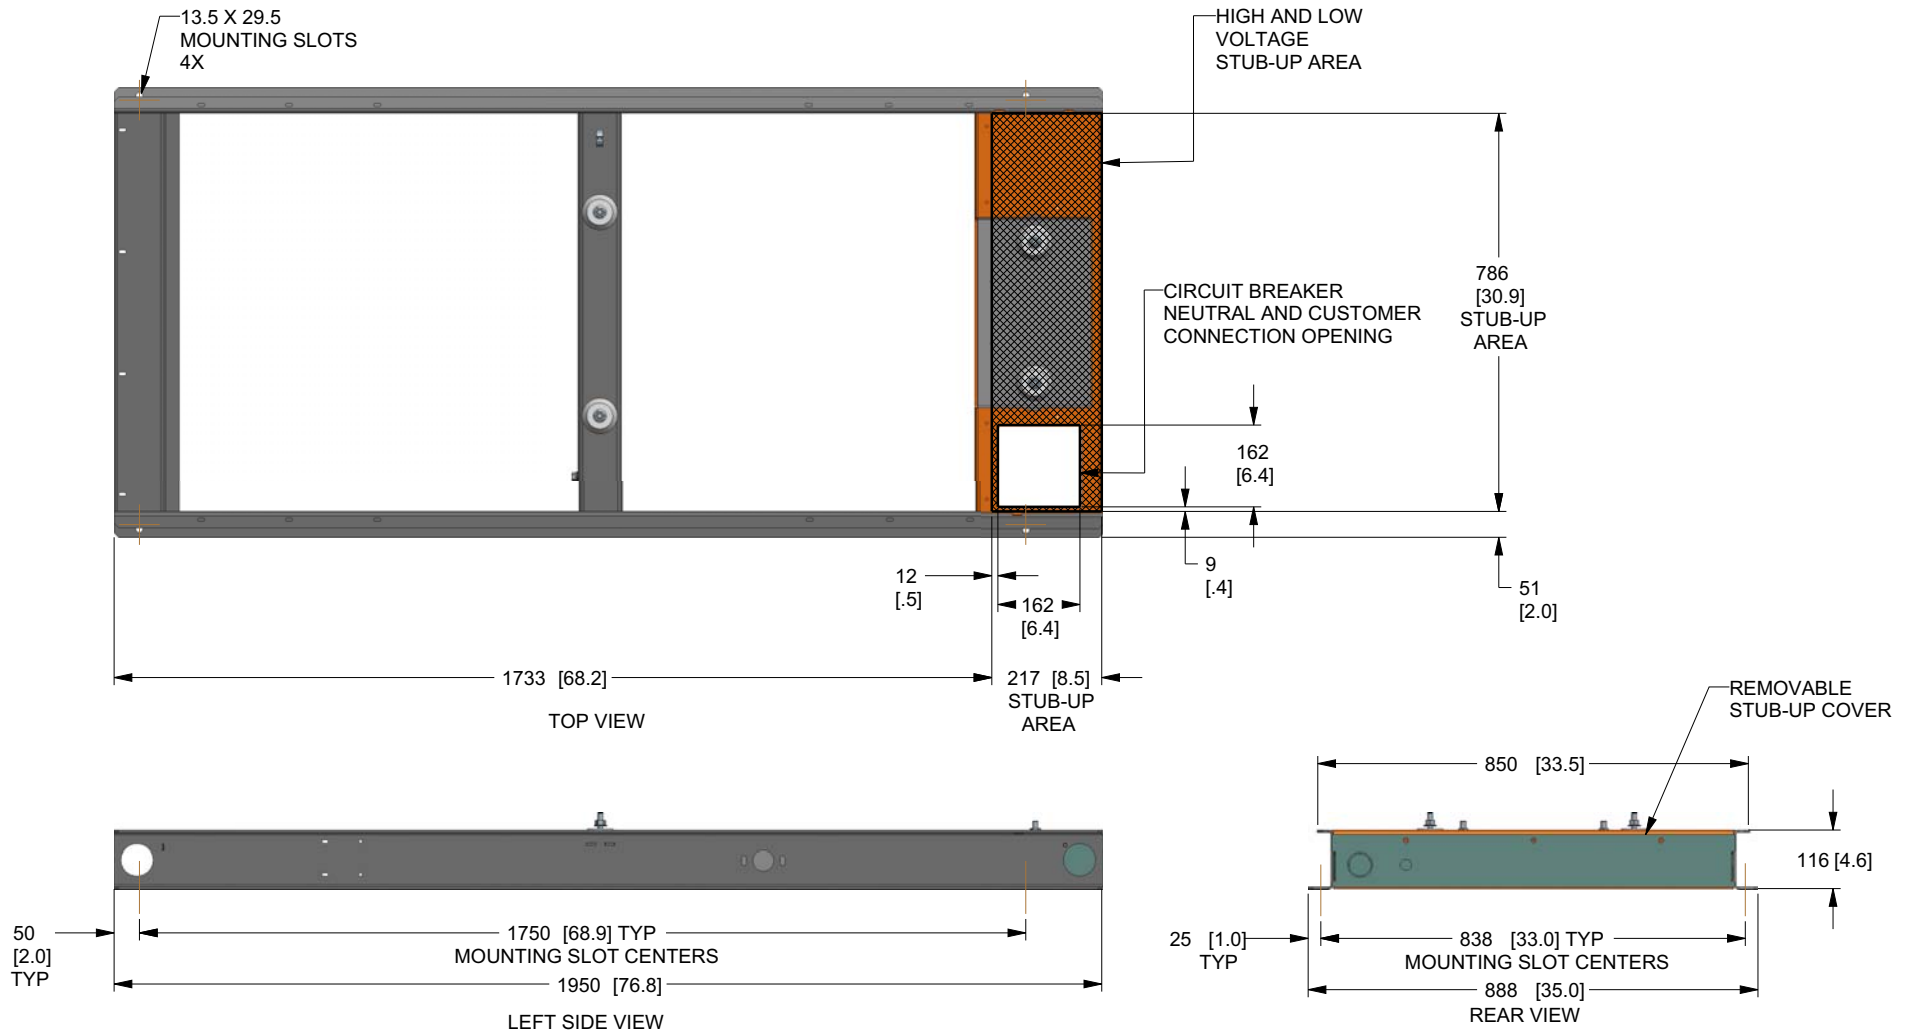 13.5 X 29.5
MOUNTING SLOTS
4X
HIGH AND LOW
VOLTAGE
STUB-UP AREA
CIRCUIT BREAKER
NEUTRAL AND CUSTOMER
CONNECTION OPENING
786
[30.9]
STUB-UP
AREA
162
[6.4]
12
[.5]
162
[6.4]
9
[.4]
51
[2.0]
1733 [68.2]
217 [8.5]
STUB-UP
AREA
TOP VIEW
REMOVABLE
STUB-UP COVER
850 [33.5]
116 [4.6]
50
[2.0]
TYP
1750 [68.9] TYP
MOUNTING SLOT CENTERS
1950 [76.8]
LEFT SIDE VIEW
25 [1.0]
TYP
838 [33.0] TYP
MOUNTING SLOT CENTERS
888 [35.0]
REAR VIEW